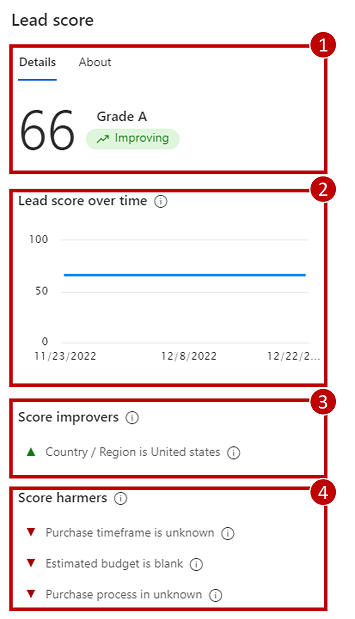 Lead score
1
Details About
66
Grade A
Improving
2
Lead score over time
100
50
0
11/23/2022 12/8/2022 12/22/2...
3
Score improvers
Country / Region is United states
4
Score harmers
Purchase timeframe is unknown
Estimated budget is blank
Purchase process in unknown